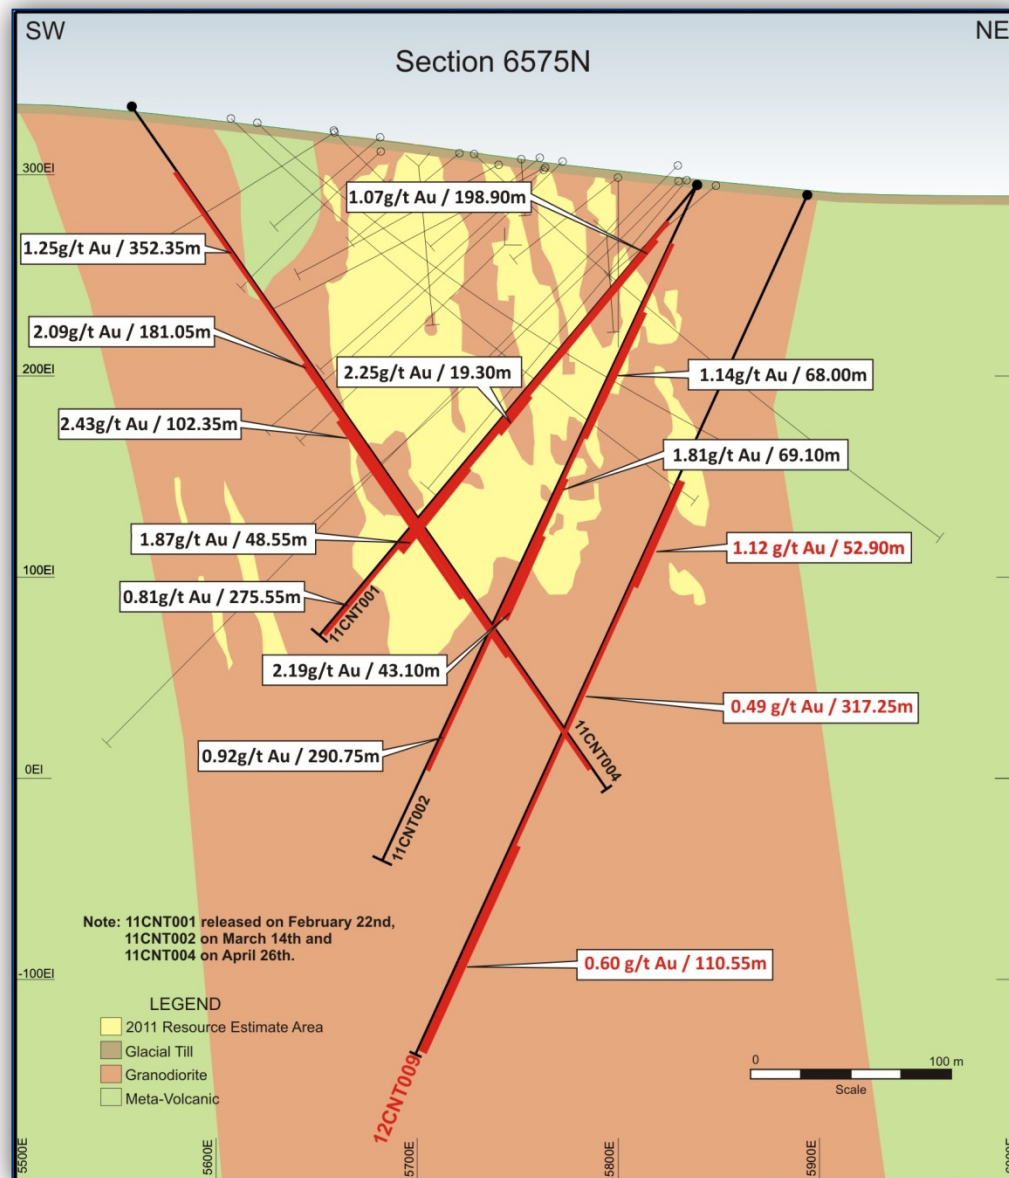 SW
NE
Section 6575N
300El
1.07g/t Au / 198.90m
1.25g/t Au / 352.35m
2.09g/t Au / 181.05m
200El
2.25g/t Au / 19.30m
1.14g/t Au / 68.00m
2.43g/t Au / 102.35m
1.81g/t Au / 69.10m
1.87g/t Au / 48.55m
1.12 g/t Au / 52.90m
100El
0.81g/t Au / 275.55m
11CNT001
2.19g/t Au / 43.10m
0.49 g/t Au / 317.25m
0.92g/t Au / 290.75m
11CNT004
0El
11CNT002
Note: 11CNT001 released on February 22nd,
11CNT002 on March 14th and
11CNT004 on April 26th.
0.60 g/t Au / 110.55m
-100El
LEGEND
2011 Resource Estimate Area
Glacial Till
Granodiorite
Meta-Volcanic
0 100 m
Scale
12CNT009
5500E
5600E
5700E
5800E
5900E